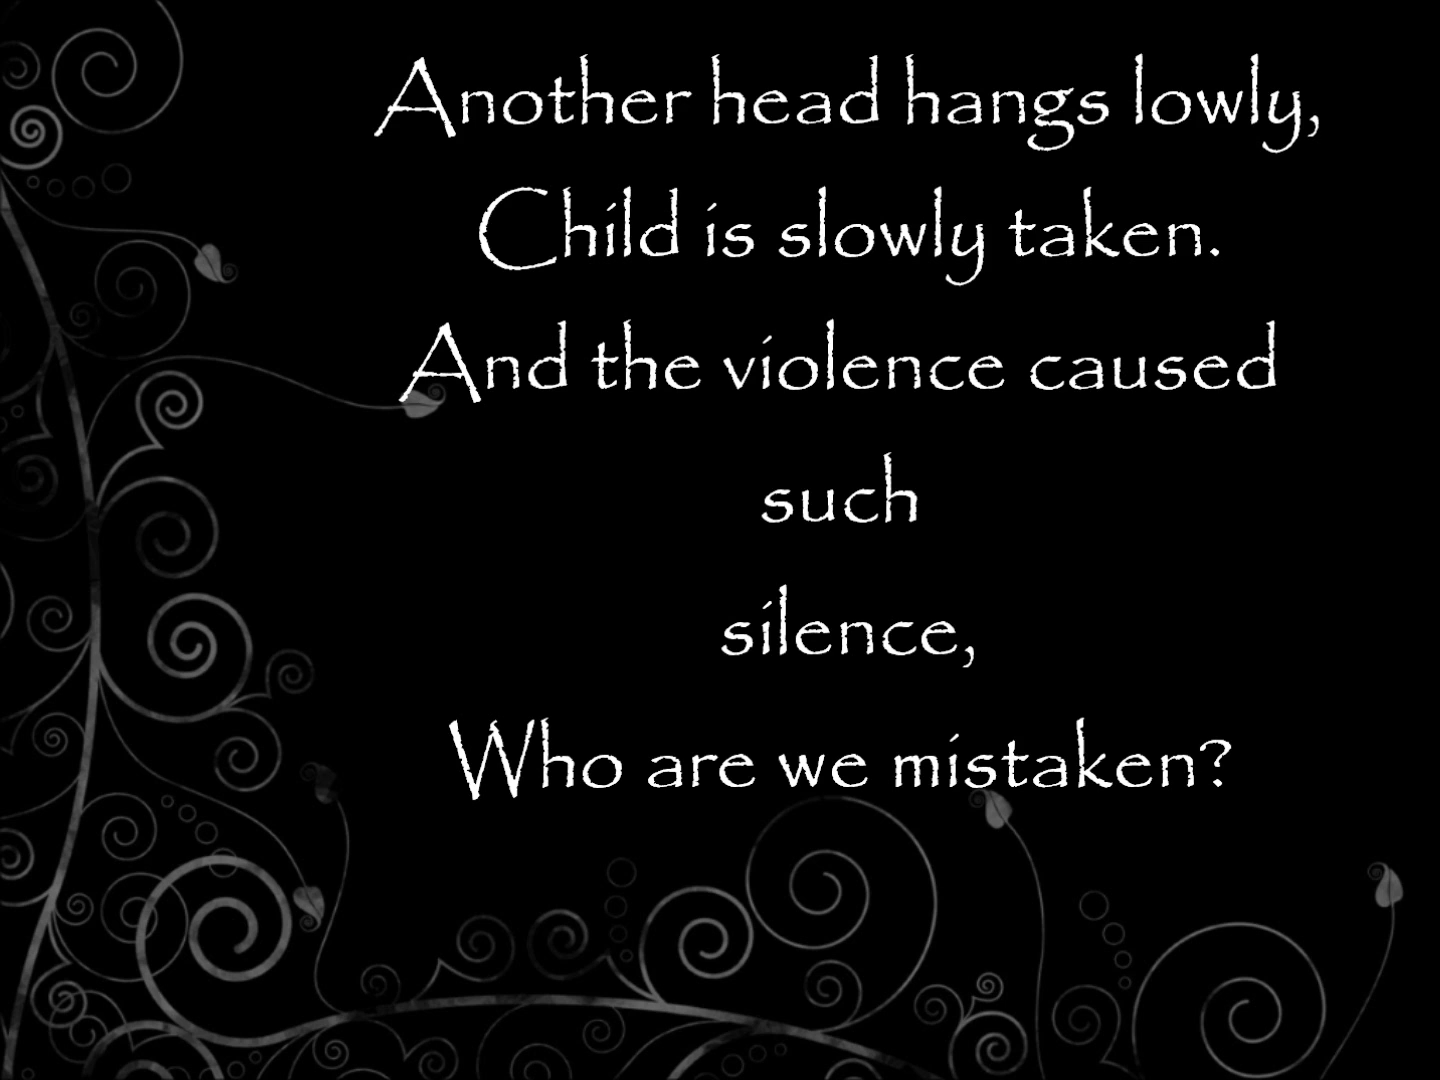 Another head hangs lowly,
Child is slowly taken.
And the violence caused
such
silence,
Who are we mistaken?